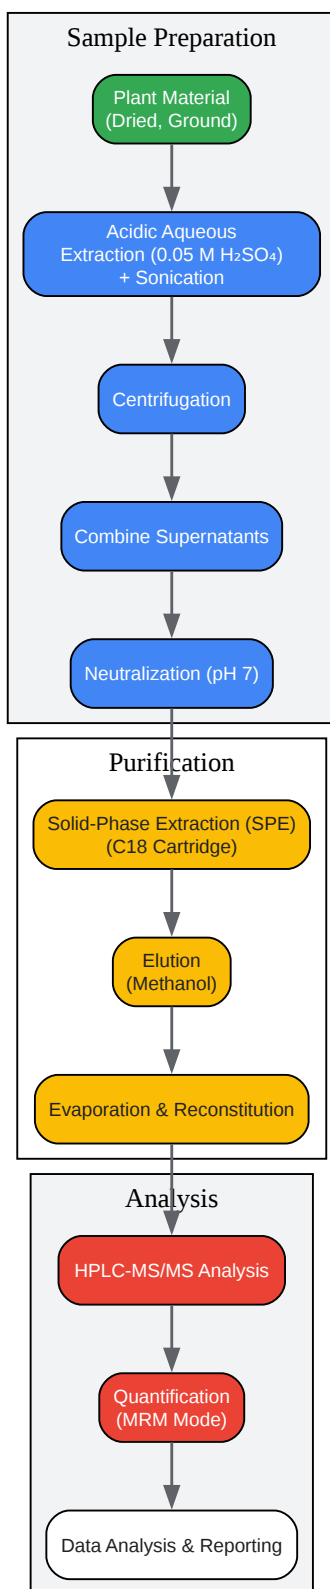 Sample Preparation
Plant Material
(Dried, Ground)
Acidic Aqueous
Extraction (0.05 M H₂SO₄)
+ Sonication
Centrifugation
Combine Supernatants
Neutralization (pH 7)
Purification
Solid-Phase Extraction (SPE)
(C18 Cartridge)
Elution
(Methanol)
Evaporation & Reconstitution
Analysis
HPLC-MS/MS Analysis
Quantification
(MRM Mode)
Data Analysis & Reporting